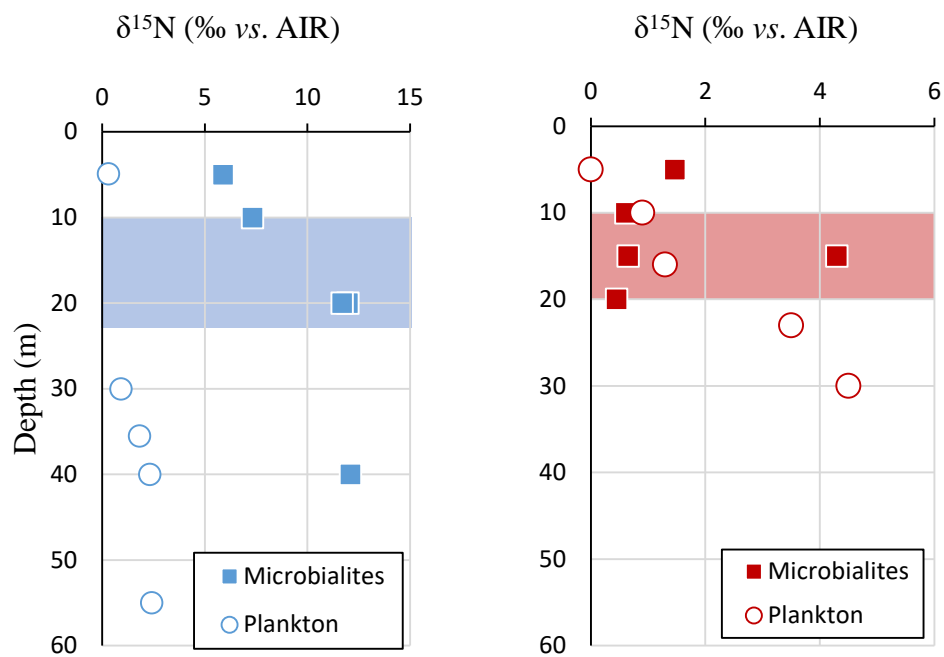 δ¹⁵N (‰ vs. AIR)
0 5 10 15
0
10
20
30
40
50
60
Depth (m)
Microbialites
Plankton
δ¹⁵N (‰ vs. AIR)
0 2 4 6
0
10
20
30
40
50
60
Microbialites
Plankton